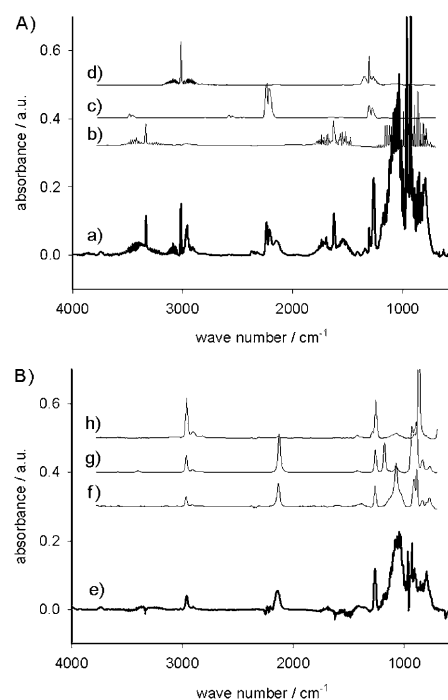 A)
0.6
d)
c)
0.4
b)
0.2
a)
0.0
absorbance / a.u.
4000 3000 2000 1000
wave number / cm-1
B)
0.6
h)
g)
0.4
f)
0.2
e)
0.0
absorbance / a.u.
4000 3000 2000 1000
wave number / cm-1